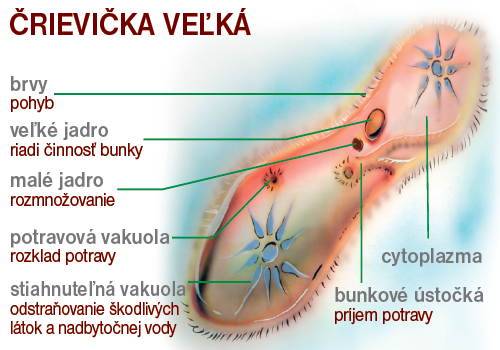 ČRIEVIČKA VEĽKÁ
brvy
pohyb
veľké jadro
riadi činnosť bunky
malé jadro
rozmnožovanie
potravová vakuola
rozklad potravy
stiahnuteľná vakuola
odstraňovanie škodlivých
látok a nadbytočnej vody
cytoplazma
bunkové ústočká
príjem potravy